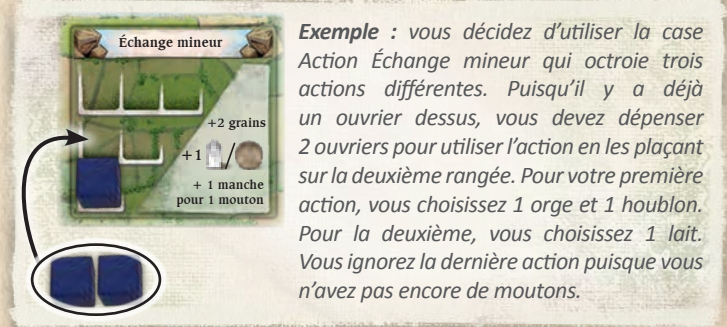 Échange mineur
+2 grains
+1 /
+ 1 manche
pour 1 mouton
Exemple : vous décidez d'utiliser la case
Action Échange mineur qui octroie trois
actions différentes. Puisqu'il y a déjà
un ouvrier dessus, vous devez dépenser
2 ouvriers pour utiliser l'action en les plaçant
sur la deuxième rangée. Pour votre première
action, vous choisissez 1 orge et 1 houblon.
Pour la deuxième, vous choisissez 1 lait.
Vous ignorez la dernière action puisque vous
n'avez pas encore de moutons.